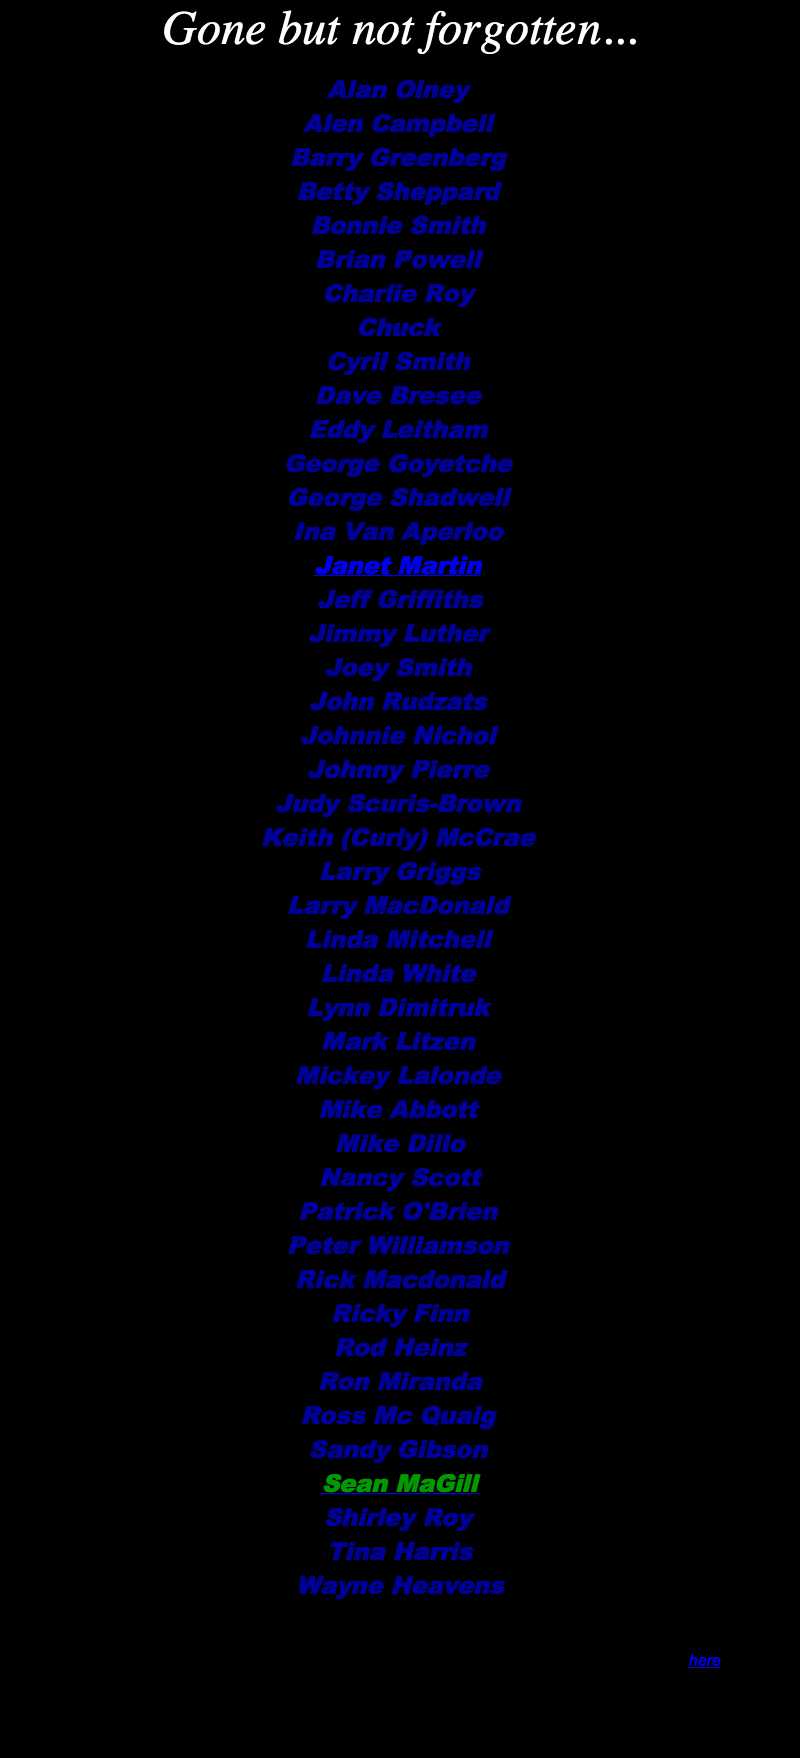 Gone but not forgotten...
Alan Olney
Alen Campbell
Barry Greenberg
Betty Sheppard
Bonnie Smith
Brian Powell
Charlie Roy
Chuck
Cyril Smith
Dave Bresee
Eddy Leitham
George Goyetche
George Shadwell
Ina Van Aperloo
Janet Martin
Jeff Griffiths
Jimmy Luther
Joey Smith
John Rudzats
Johnnie Nichol
Johnny Pierre
Judy Scuris-Brown
Keith (Curly) McCrae
Larry Griggs
Larry MacDonald
Linda Mitchell
Linda White
Lynn Dimitruk
Mark Litzen
Mickey Lalonde
Mike Abbott
Mike Dillo
Nancy Scott
Patrick O'Brien
Peter Williamson
Rick Macdonald
Ricky Finn
Rod Heinz
Ron Miranda
Ross Mc Quaig
Sandy Gibson
Sean MaGill
Shirley Roy
Tina Harris
Wayne Heavens
here